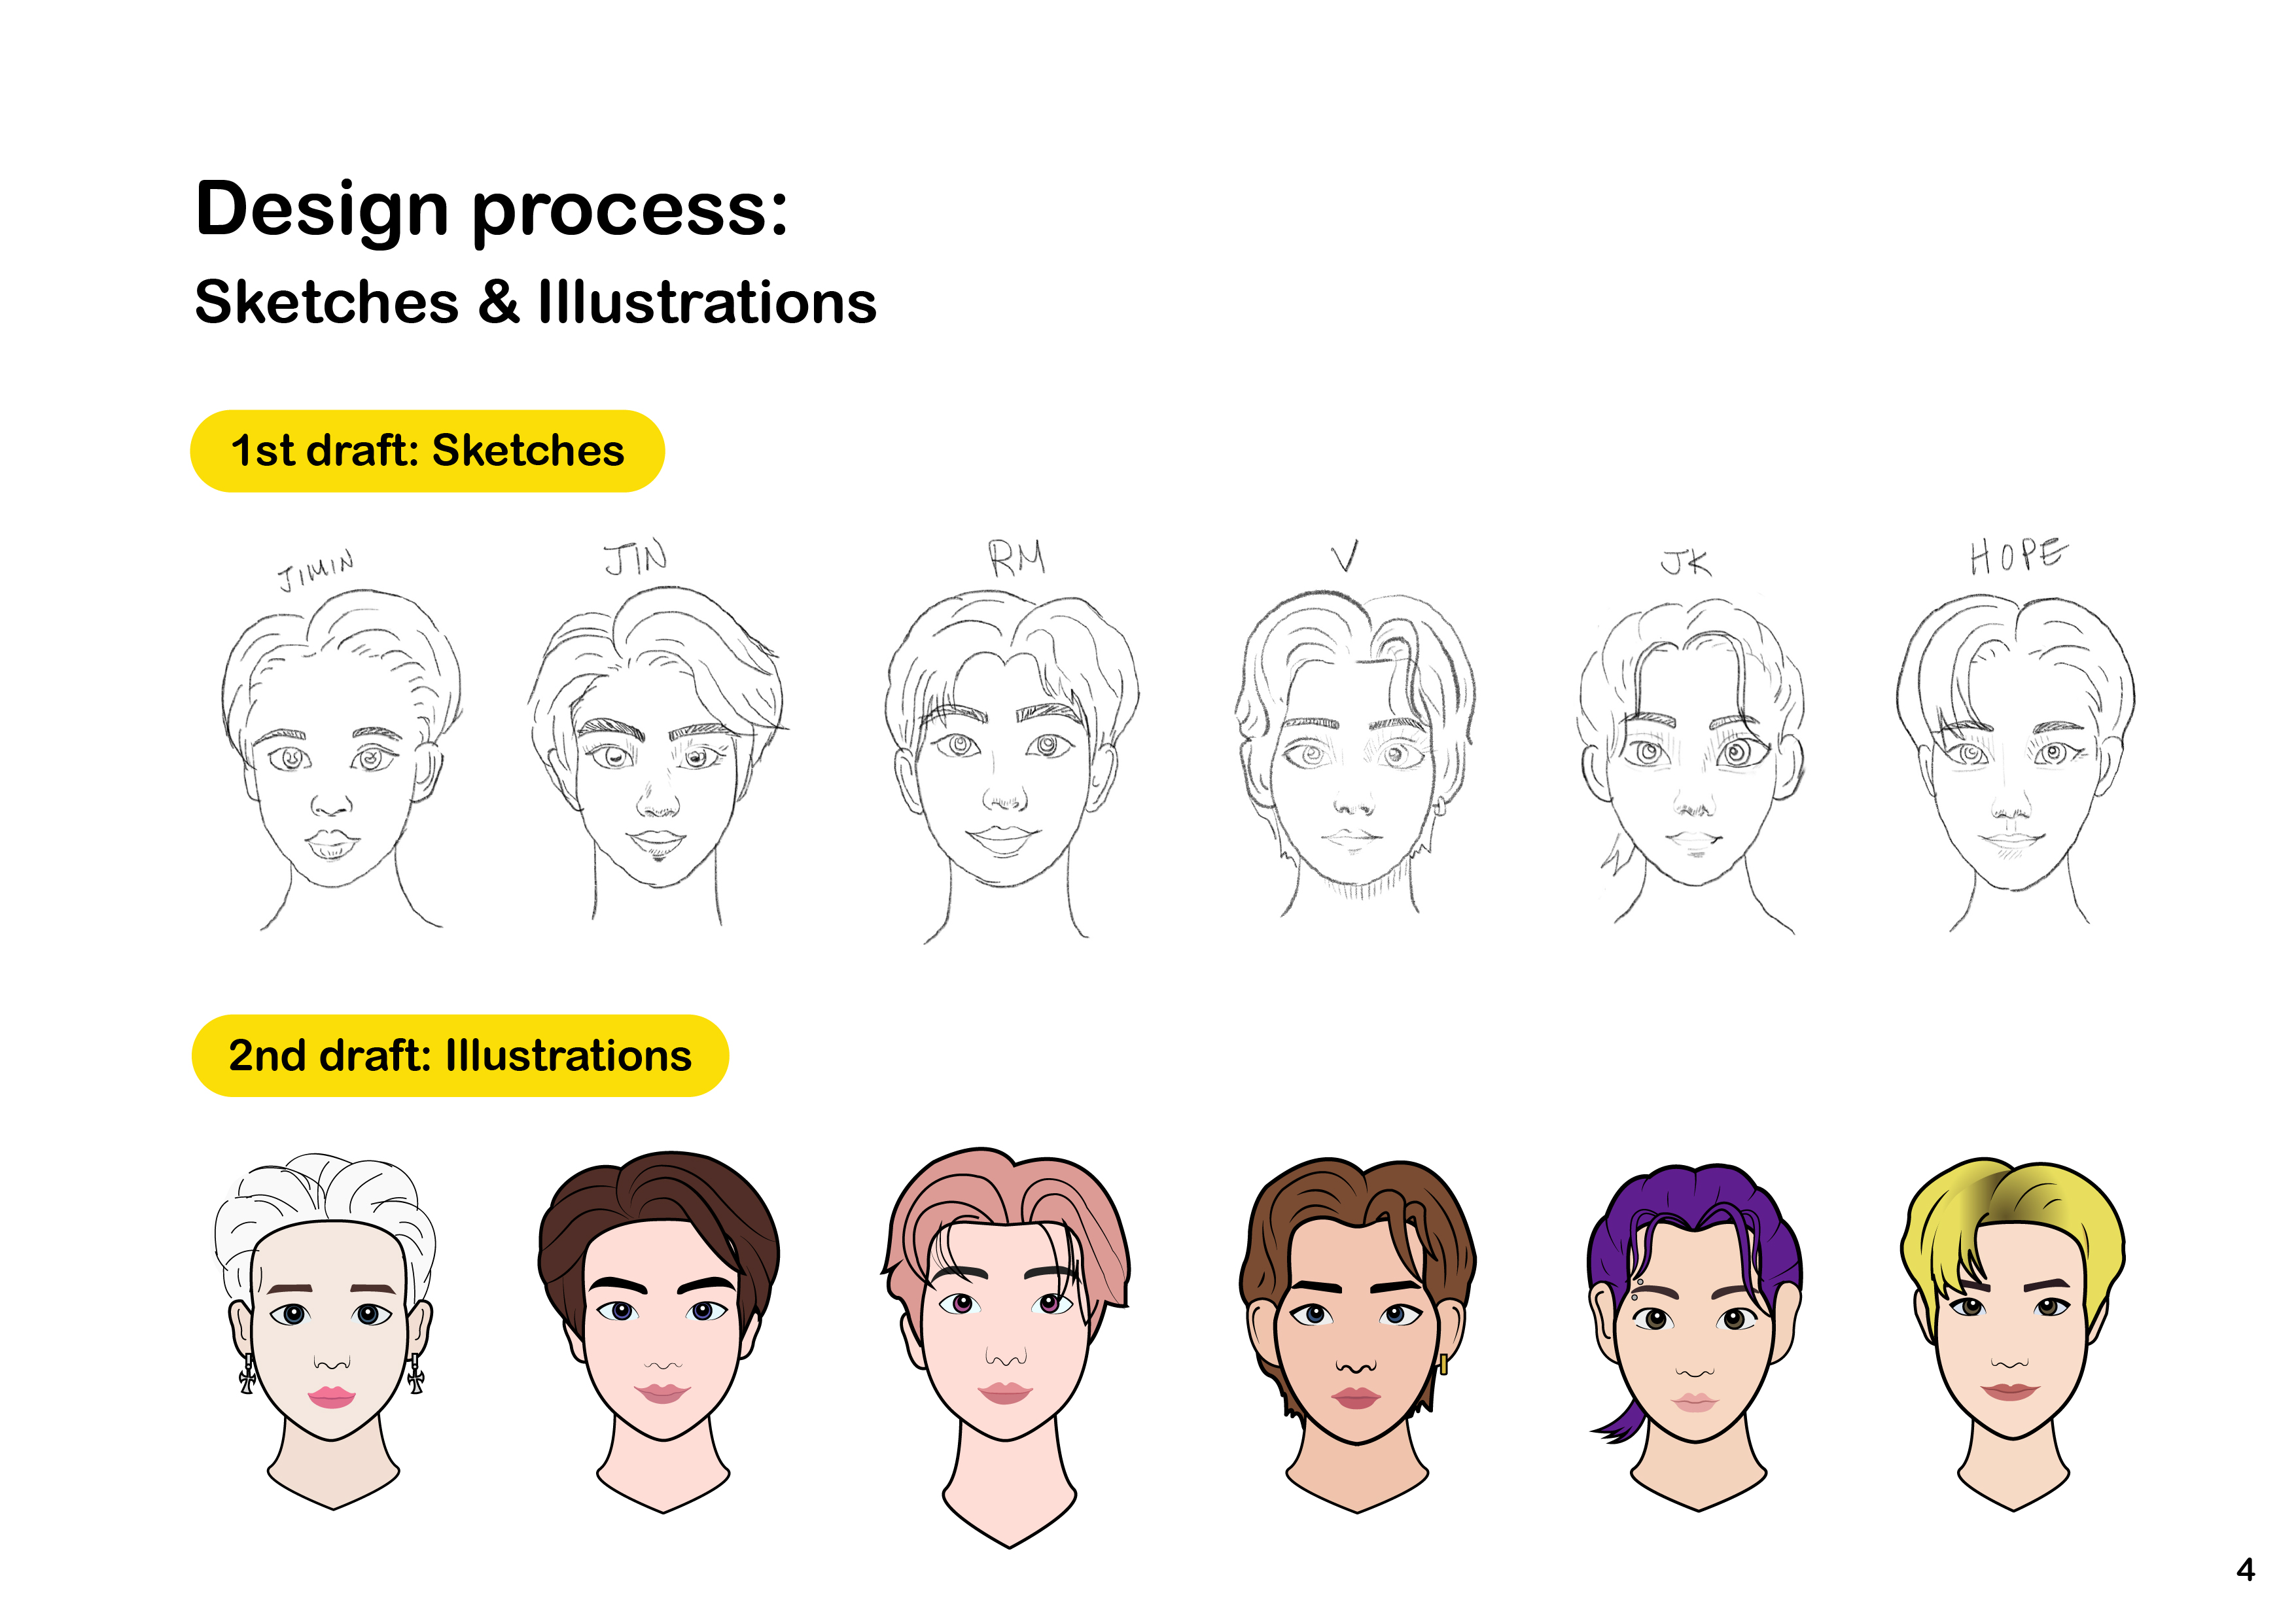 Design process:
Sketches & Illustrations
1st draft: Sketches
JIMIN
JIN
RM
V
JK
HOPE
2nd draft: Illustrations
4